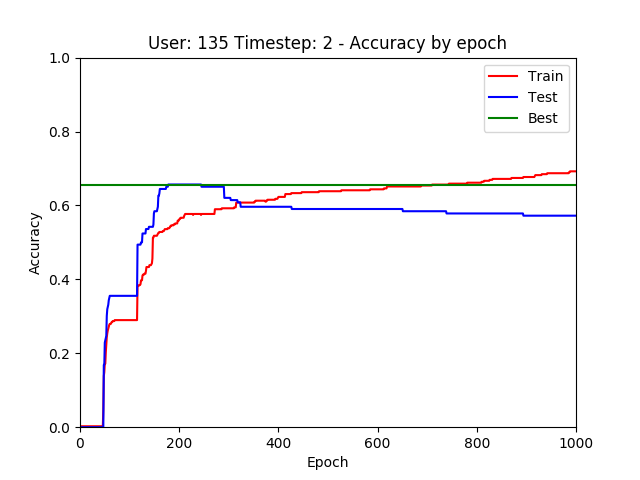 User: 135 Timestep: 2 - Accuracy by epoch
1.0
0.8
0.6
0.4
0.2
0.0
Accuracy
Train
Test
Best
0 200 400 600 800 1000
Epoch